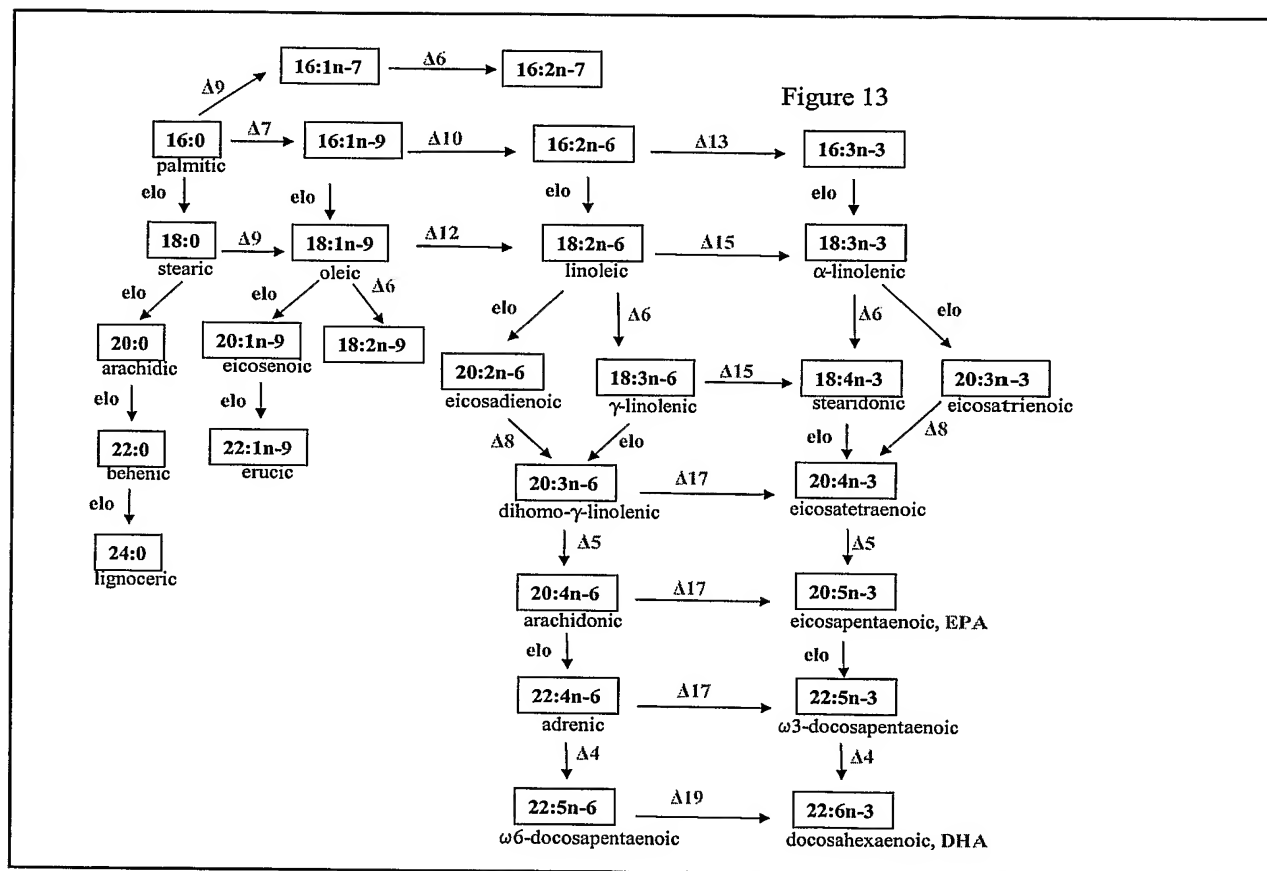 Δ9
16:1n-7
Δ6
16:2n-7
Figure 13
16:0
palmitic
Δ7
16:1n-9
Δ10
16:2n-6
Δ13
16:3n-3
elo
elo
elo
elo
18:0
stearic
Δ9
18:1n-9
oleic
Δ12
18:2n-6
linoleic
Δ15
18:3n-3
α-linolenic
elo
elo
Δ6
elo
Δ6
Δ6
elo
20:0
arachidic
20:1n-9
eicosenoic
18:2n-9
20:2n-6
eicosadienoic
18:3n-6
γ-linolenic
Δ15
18:4n-3
stearidonic
20:3n-3
eicosatrienoic
elo
elo
Δ8
elo
elo
Δ8
22:0
behenic
22:1n-9
erucic
20:3n-6
dihomo-γ-linolenic
Δ17
20:4n-3
eicosatetraenoic
elo
24:0
lignoceric
Δ5
Δ5
20:4n-6
arachidonic
Δ17
20:5n-3
eicosapentaenoic, EPA
elo
elo
22:4n-6
adrenic
Δ17
22:5n-3
ω3-docosapentaenoic
Δ4
Δ4
22:5n-6
ω6-docosapentaenoic
Δ19
22:6n-3
docosahexaenoic, DHA